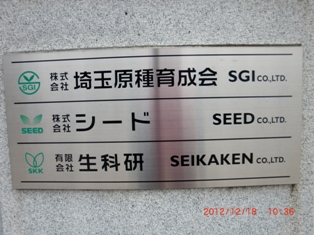 SGI 株式会社 埼玉原種育成会 SGI CO.,LTD.
SEED 株式会社 シード SEED CO.,LTD.
SKK 有限会社 生科研 SEIKAKEN CO.,LTD.
2012/12/18 10:36